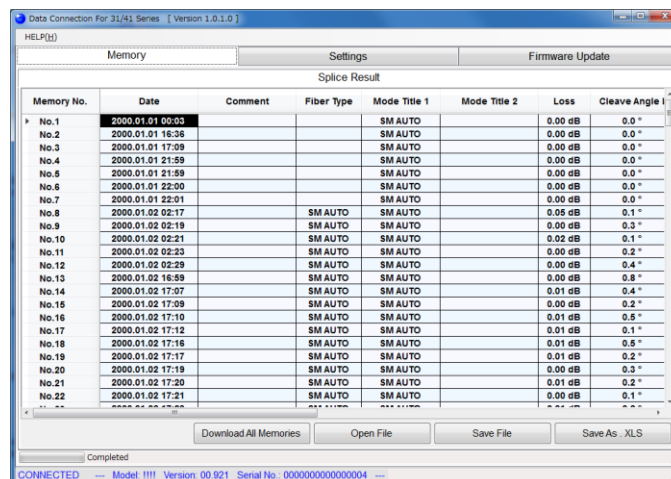 Data Connection For 31/41 Series [ Version 1.0.1.0 ]
HELP(H)
Memory Settings Firmware Update
Splice Result
Memory No. Date Comment Fiber Type Mode Title 1 Mode Title 2 Loss Cleave Angle
No.1 2000.01.01 00:03 SM AUTO 0.00 dB 0.0 °
No.2 2000.01.01 16:36 SM AUTO 0.00 dB 0.0 °
No.3 2000.01.01 17:09 SM AUTO 0.00 dB 0.0 °
No.4 2000.01.01 21:59 SM AUTO 0.00 dB 0.0 °
No.5 2000.01.01 21:59 SM AUTO 0.00 dB 0.0 °
No.6 2000.01.01 22:00 SM AUTO 0.00 dB 0.0 °
No.7 2000.01.01 22:01 SM AUTO 0.00 dB 0.0 °
No.8 2000.01.02 02:17 SM AUTO SM AUTO 0.05 dB 0.1 °
No.9 2000.01.02 02:19 SM AUTO SM AUTO 0.00 dB 0.3 °
No.10 2000.01.02 02:21 SM AUTO SM AUTO 0.02 dB 0.1 °
No.11 2000.01.02 02:23 SM AUTO SM AUTO 0.00 dB 0.2 °
No.12 2000.01.02 02:29 SM AUTO SM AUTO 0.00 dB 0.4 °
No.13 2000.01.02 16:59 SM AUTO SM AUTO 0.00 dB 0.8 °
No.14 2000.01.02 17:07 SM AUTO SM AUTO 0.01 dB 0.4 °
No.15 2000.01.02 17:09 SM AUTO SM AUTO 0.00 dB 0.2 °
No.16 2000.01.02 17:10 SM AUTO SM AUTO 0.01 dB 0.5 °
No.17 2000.01.02 17:12 SM AUTO SM AUTO 0.01 dB 0.1 °
No.18 2000.01.02 17:16 SM AUTO SM AUTO 0.01 dB 0.5 °
No.19 2000.01.02 17:17 SM AUTO SM AUTO 0.01 dB 0.2 °
No.20 2000.01.02 17:19 SM AUTO SM AUTO 0.00 dB 0.3 °
No.21 2000.01.02 17:20 SM AUTO SM AUTO 0.01 dB 0.2 °
No.22 2000.01.02 17:21 SM AUTO SM AUTO 0.00 dB 0.1 °
Download All Memories Open File Save File Save As . XLS
Completed
CONNECTED --- Model: !!!! Version: 00.921 Serial No.: 0000000000000004 ---